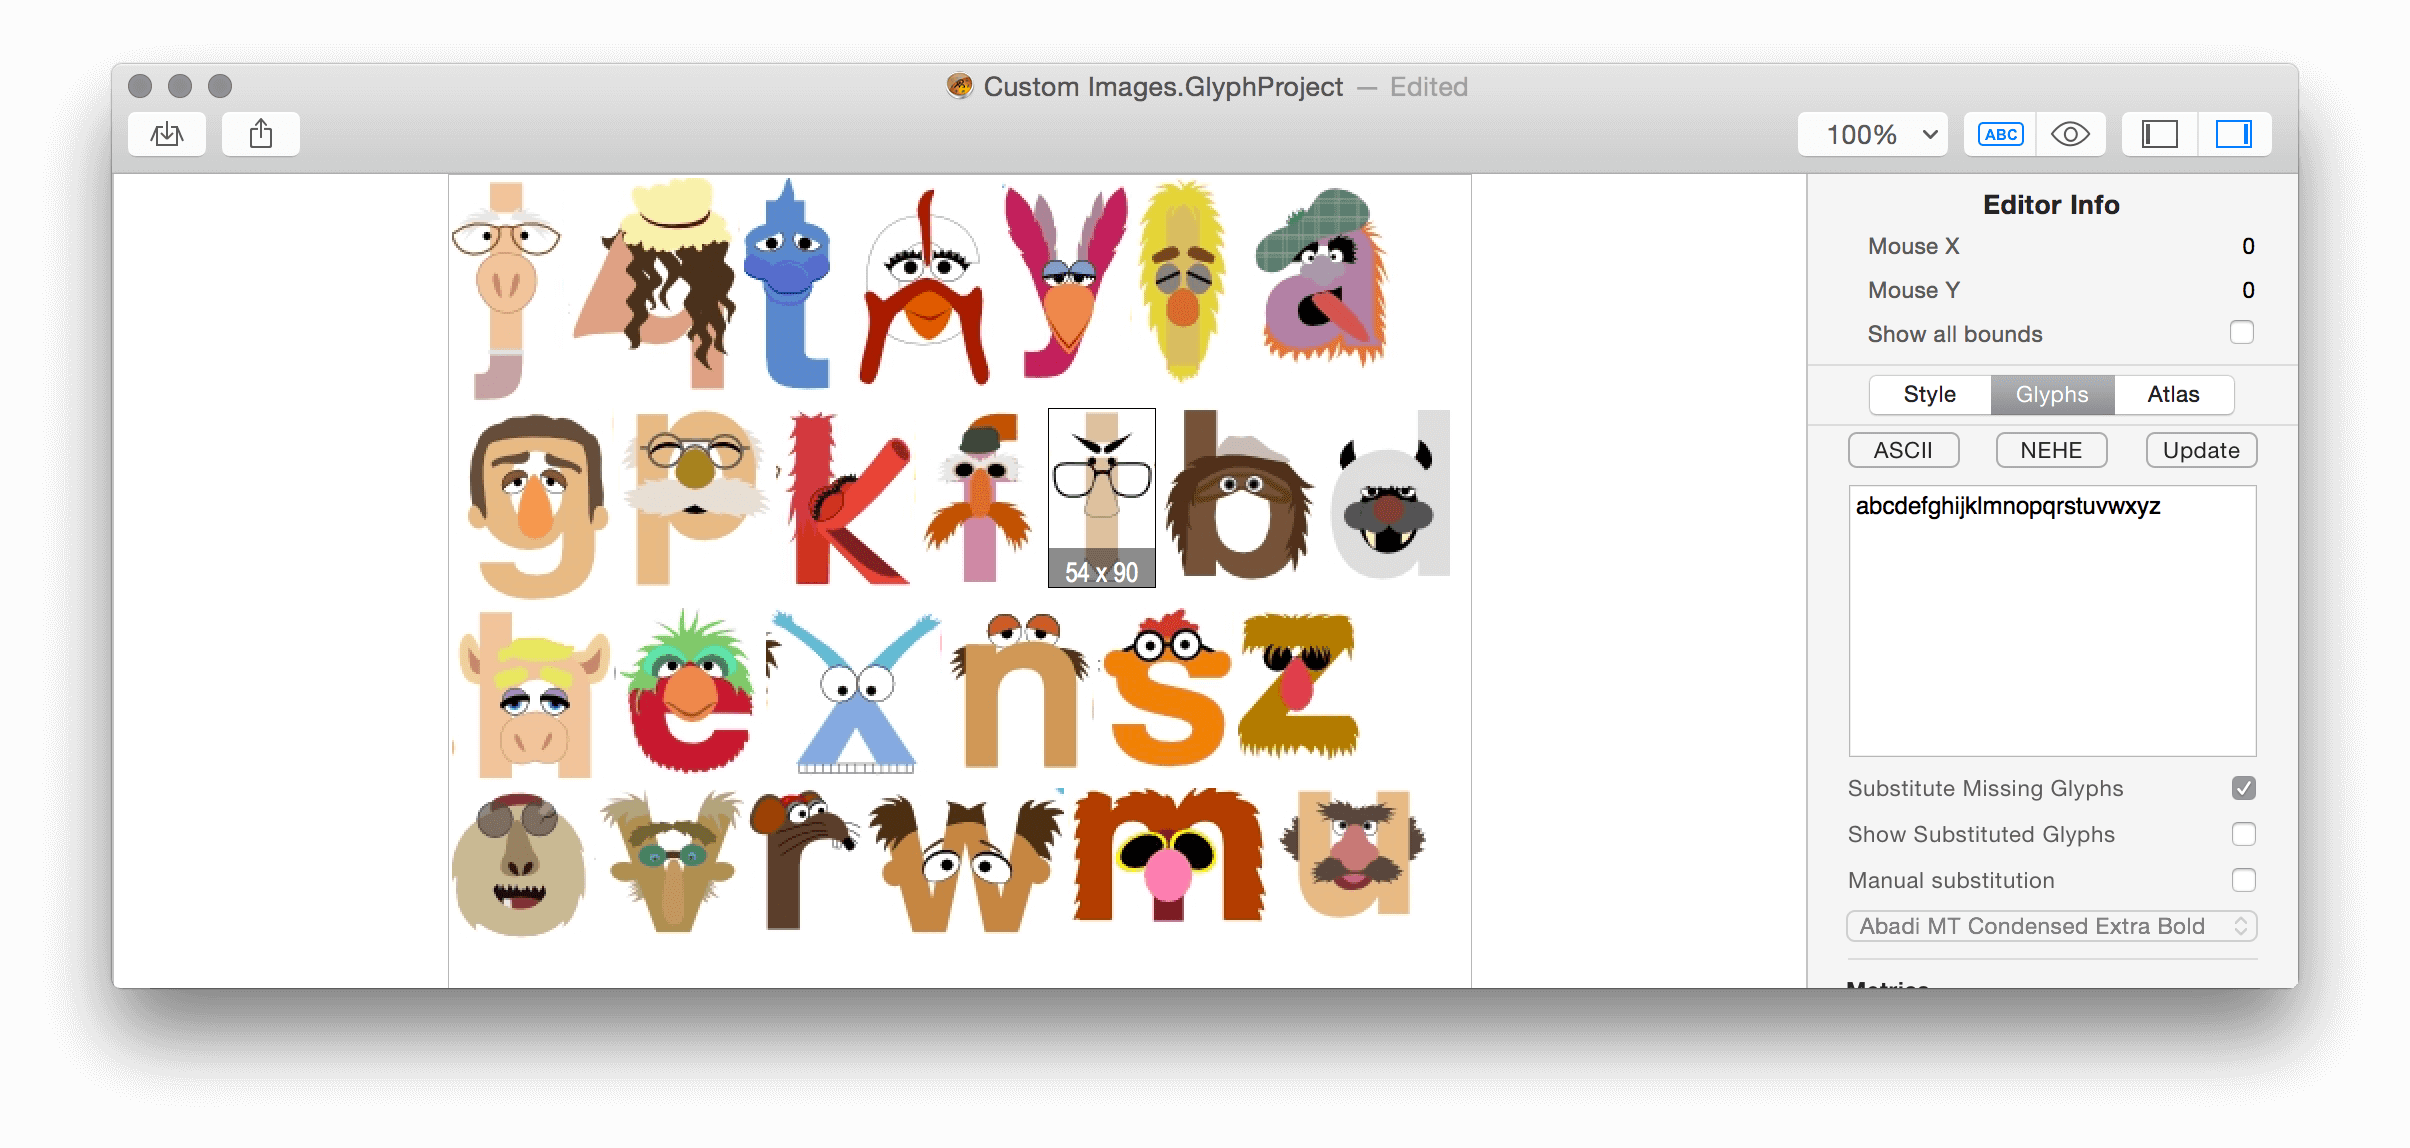 Custom Images.GlyphProject — Edited
100%
ABC
Editor Info
Mouse X 0
Mouse Y 0
Show all bounds
Style Glyphs Atlas
ASCII NEHE Update
abcdefghijklmnopqrstuvwxyz
j q t A y l a
g p k f i b d
54 x 90
h e x n s z
o v r w m u
Substitute Missing Glyphs
Show Substituted Glyphs
Manual substitution
Abadi MT Condensed Extra Bold
Metrics